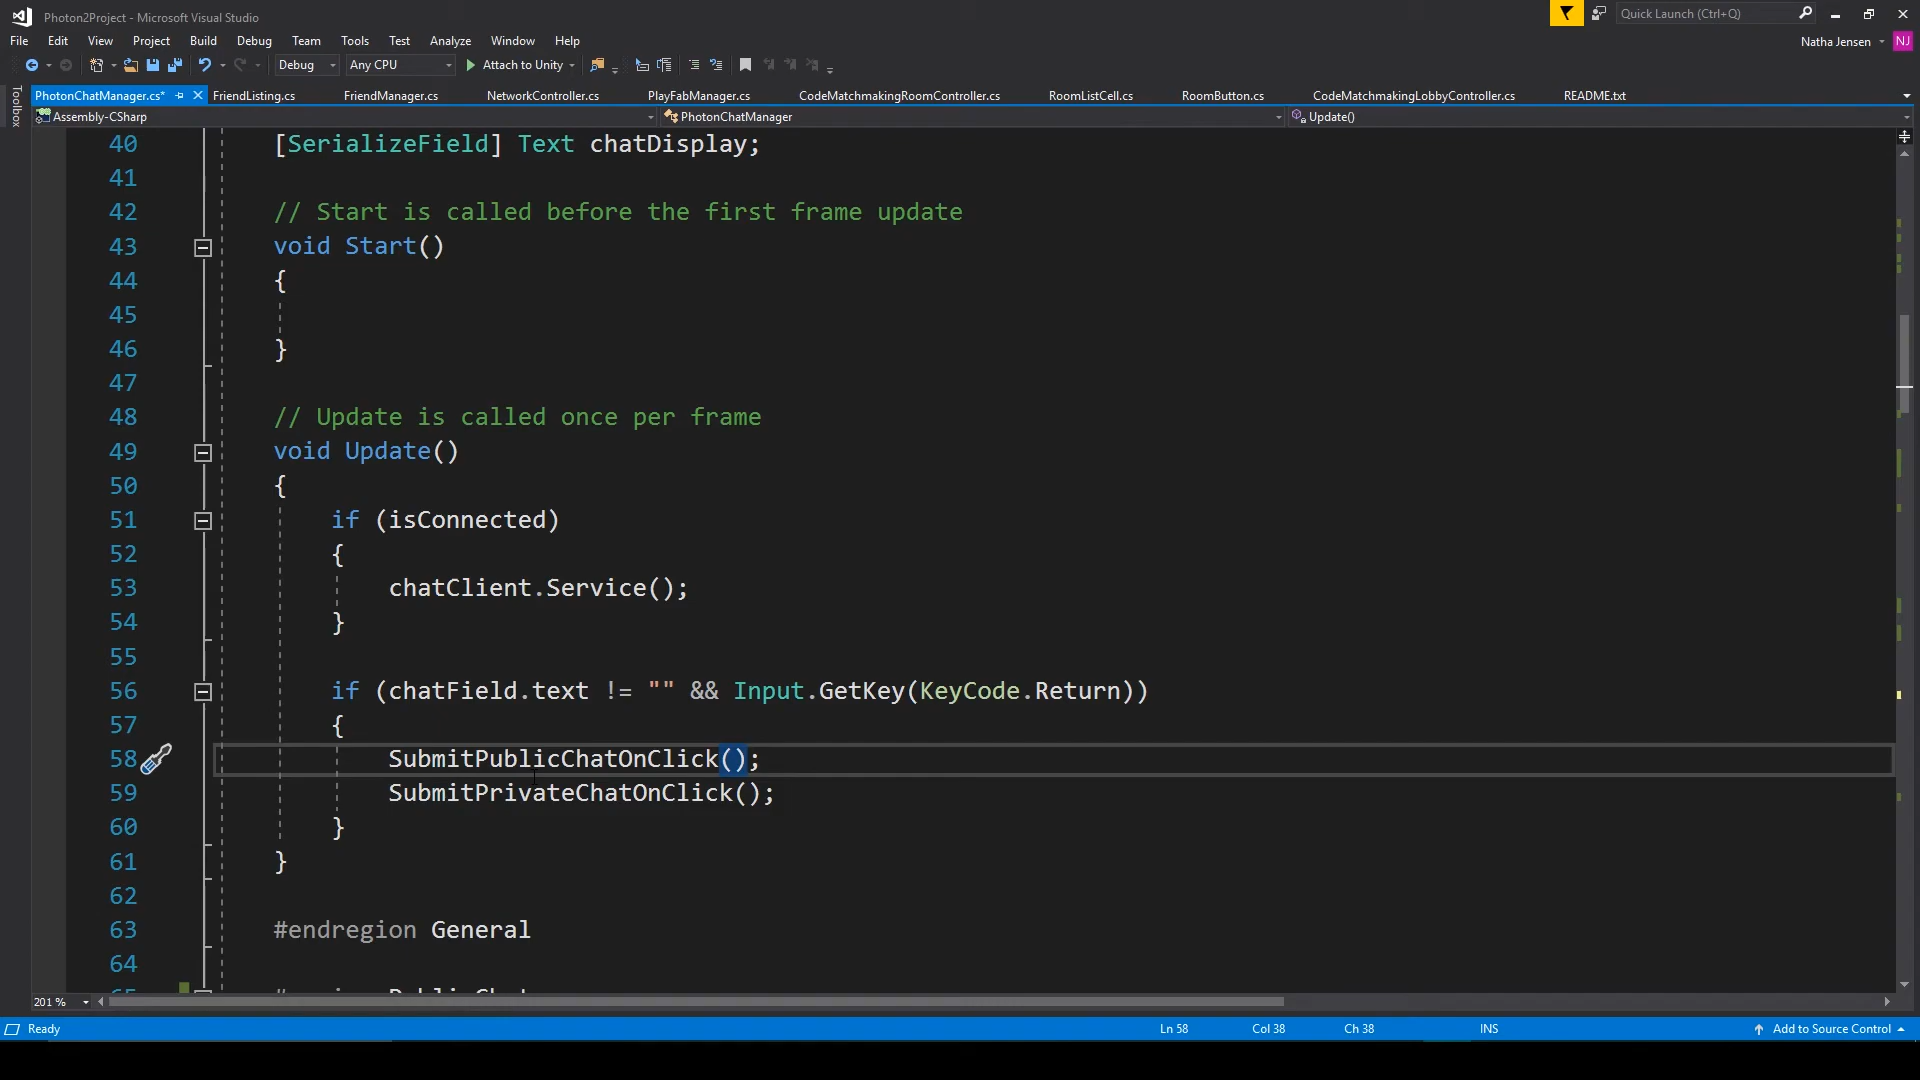 Photon2Project - Microsoft Visual Studio
Quick Launch (Ctrl+Q)
File Edit View Project Build Debug Team Tools Test Analyze Window Help
Natha Jensen NJ
Debug Any CPU Attach to Unity
Toolbox
PhotonChatManager.cs* FriendListing.cs FriendManager.cs NetworkController.cs PlayFabManager.cs CodeMatchmakingRoomController.cs RoomListCell.cs RoomButton.cs CodeMatchmakingLobbyController.cs README.txt
Assembly-CSharp PhotonChatManager Update()
40 [SerializeField] Text chatDisplay;
41
42 // Start is called before the first frame update
43 void Start()
44 {
45
46 }
47
48 // Update is called once per frame
49 void Update()
50 {
51 if (isConnected)
52 {
53 chatClient.Service();
54 }
55
56 if (chatField.text != "" && Input.GetKey(KeyCode.Return))
57 {
58 SubmitPublicChatOnClick();
59 SubmitPrivateChatOnClick();
60 }
61 }
62
63 #endregion General
64
201 %
Ready Ln 58 Col 38 Ch 38 INS Add to Source Control